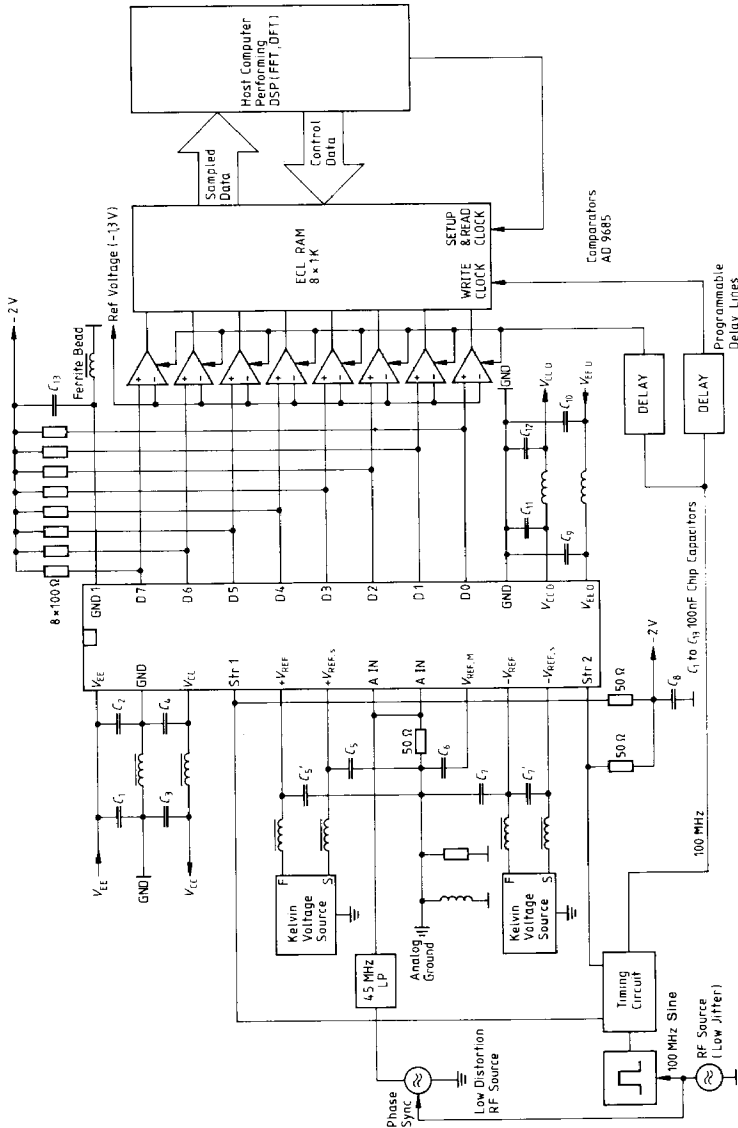 Host Computer
Performing
DSP (FFT, DFT)
Sampled
Data
Control
Data
Ref Voltage (-1,3 V)
ECL RAM
8 × 1K
WRITE
CLOCK
SETUP
& READ
CLOCK
Comparators
AD 9685
-2 V
Ferrite Bead
C13
+
-
+
-
+
-
+
-
+
-
+
-
+
-
+
-
GND
VCC D
VEE D
C12
C10
C11
C9
DELAY
DELAY
Programmable
Delay Lines
8 × 100 Ω
GND 1
D7
D6
D5
D4
D3
D2
D1
D0
GND
VCC D
VEE D
VEE
GND
VCC
Str 1
+VREF
+VREF,S
A IN
A IN
VREF,M
-VREF
-VREF,S
Str 2
C2
C4
C1
C3
VEE
GND
VCC
C5
C5'
50 Ω
C6
C7
C7'
50 Ω
50 Ω
-2 V
C8
C1 to C13 100nF Chip Capacitors
F
S
Kelvin
Voltage
Source
F
S
Kelvin
Voltage
Source
Analog
Ground
45 MHz
LP
100 MHz
Timing
Circuit
Phase
Sync
Low Distortion
RF Source
100 MHz Sine
RF Source
(Low Jitter)